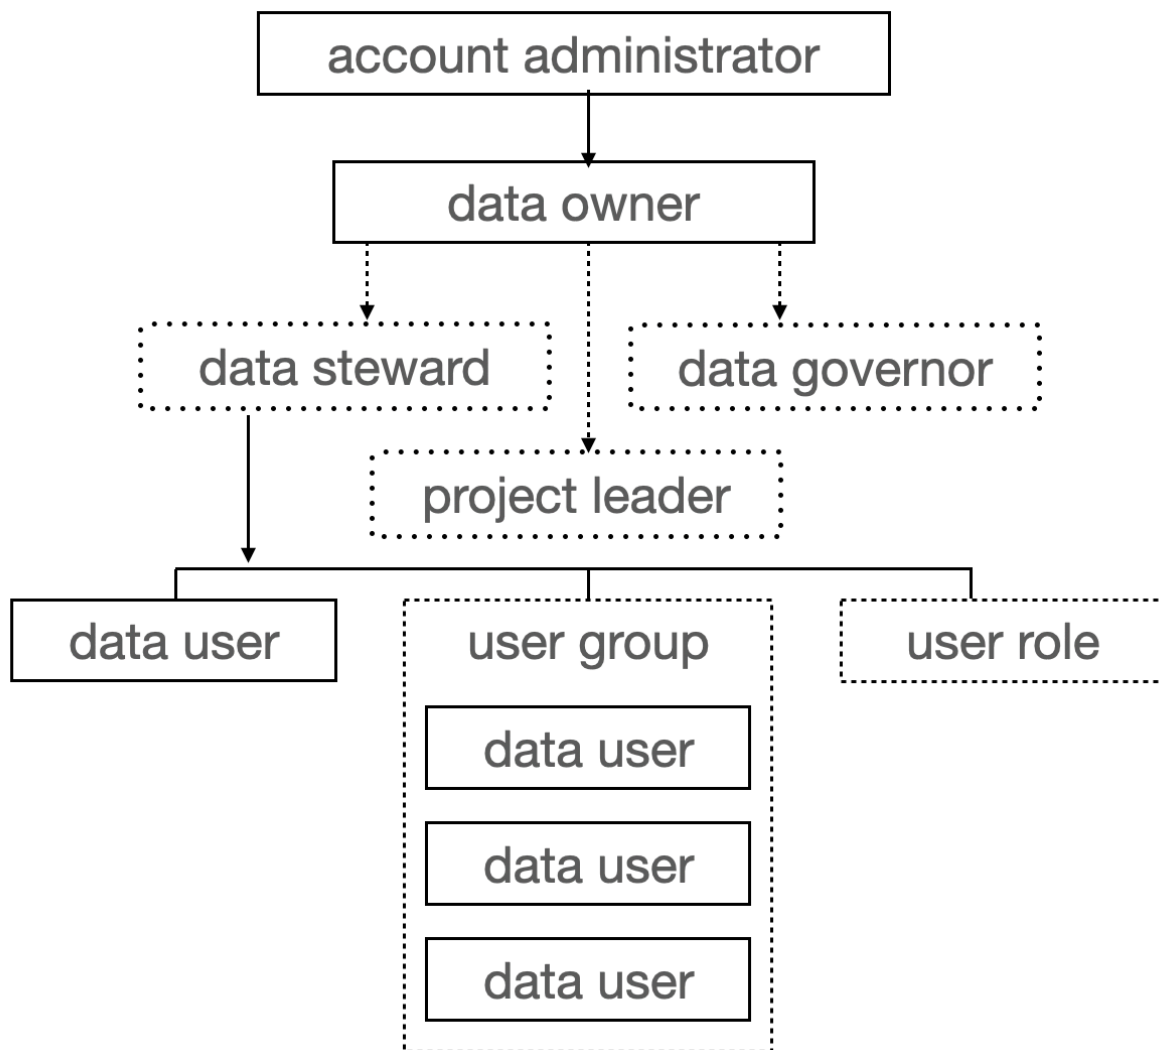 account administrator
data owner
data steward
data governor
project leader
data user
user group
user role
data user
data user
data user